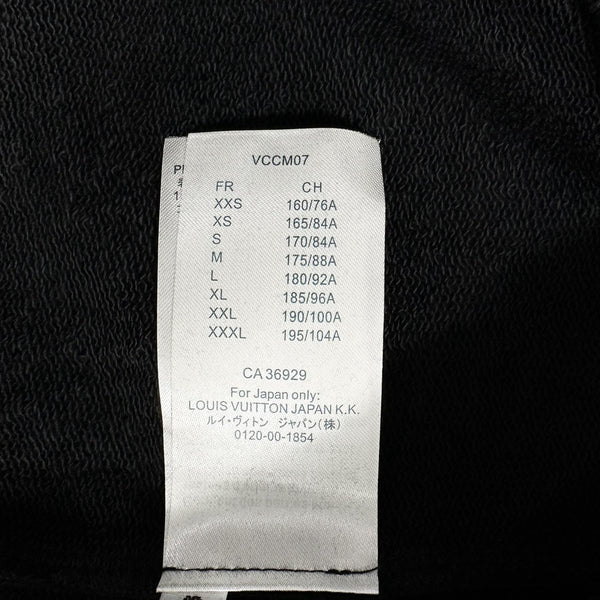 VCCM07
FR CH
XXS 160/76A
XS 165/84A
S 170/84A
M 175/88A
L 180/92A
XL 185/96A
XXL 190/100A
XXXL 195/104A
CA 36929
For Japan only:
LOUIS VUITTON JAPAN K.K.
ルイ・ヴィトン ジャパン(株)
0120-00-1854